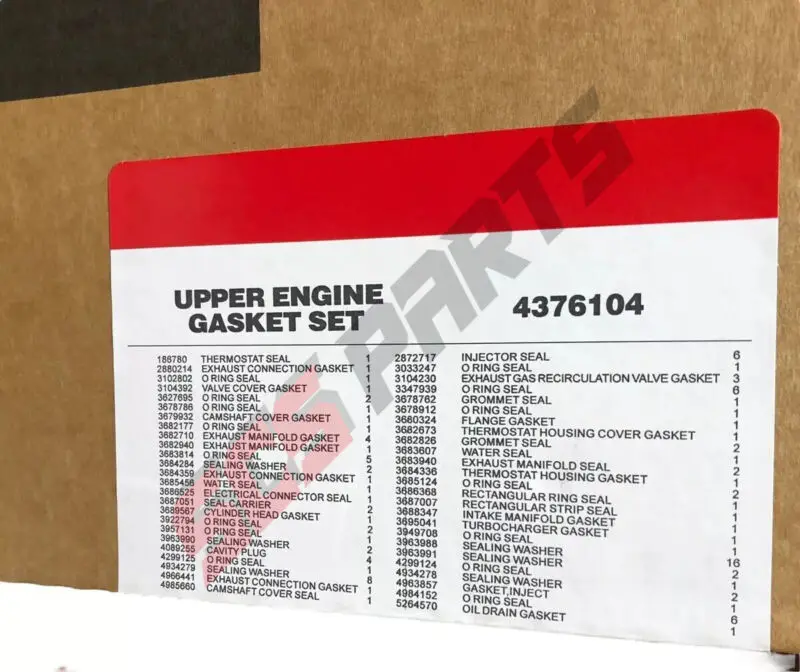 UPPER ENGINE
GASKET SET
4376104
186780 THERMOSTAT SEAL 1
2880214 EXHAUST CONNECTION GASKET 1
3102802 O RING SEAL 1
3104392 VALVE COVER GASKET 1
3627695 O RING SEAL 2
3678786 O RING SEAL 1
3679932 CAMSHAFT COVER GASKET 1
3682177 O RING SEAL 1
3682710 EXHAUST MANIFOLD GASKET 4
3682940 EXHAUST MANIFOLD GASKET 1
3683814 O RING SEAL 5
3684284 SEALING WASHER 2
3684359 EXHAUST CONNECTION GASKET 1
3685456 WATER SEAL 2
3686525 ELECTRICAL CONNECTOR SEAL 1
3687051 SEAL CARRIER 1
3689567 CYLINDER HEAD GASKET 2
3922794 O RING SEAL 1
3957131 O RING SEAL 2
3963990 SEALING WASHER 1
4089255 CAVITY PLUG 2
4299125 O RING SEAL 4
4934279 SEALING WASHER 1
4966441 EXHAUST CONNECTION GASKET 8
4985660 CAMSHAFT COVER SEAL 1
2872717 INJECTOR SEAL 6
3033247 O RING SEAL 1
3104230 EXHAUST GAS RECIRCULATION VALVE GASKET 3
3347939 O RING SEAL 6
3678762 GROMMET SEAL 1
3678912 O RING SEAL 1
3660324 FLANGE GASKET 1
3682673 THERMOSTAT HOUSING COVER GASKET 1
3682826 GROMMET SEAL 1
3683607 WATER SEAL 2
3683940 EXHAUST MANIFOLD SEAL 1
3684336 THERMOSTAT HOUSING GASKET 2
3685124 O RING SEAL 1
3686368 RECTANGULAR RING SEAL 2
3687007 RECTANGULAR STRIP SEAL 1
3688347 INTAKE MANIFOLD GASKET 1
3695041 TURBOCHARGER GASKET 1
3949708 O RING SEAL 1
3963988 SEALING WASHER 1
3963991 SEALING WASHER 16
4299124 O RING SEAL 2
4934278 SEALING WASHER 1
4963857 GASKET,INJECT 2
4984152 O RING SEAL 6
5264570 OIL DRAIN GASKET 1
SPARTS